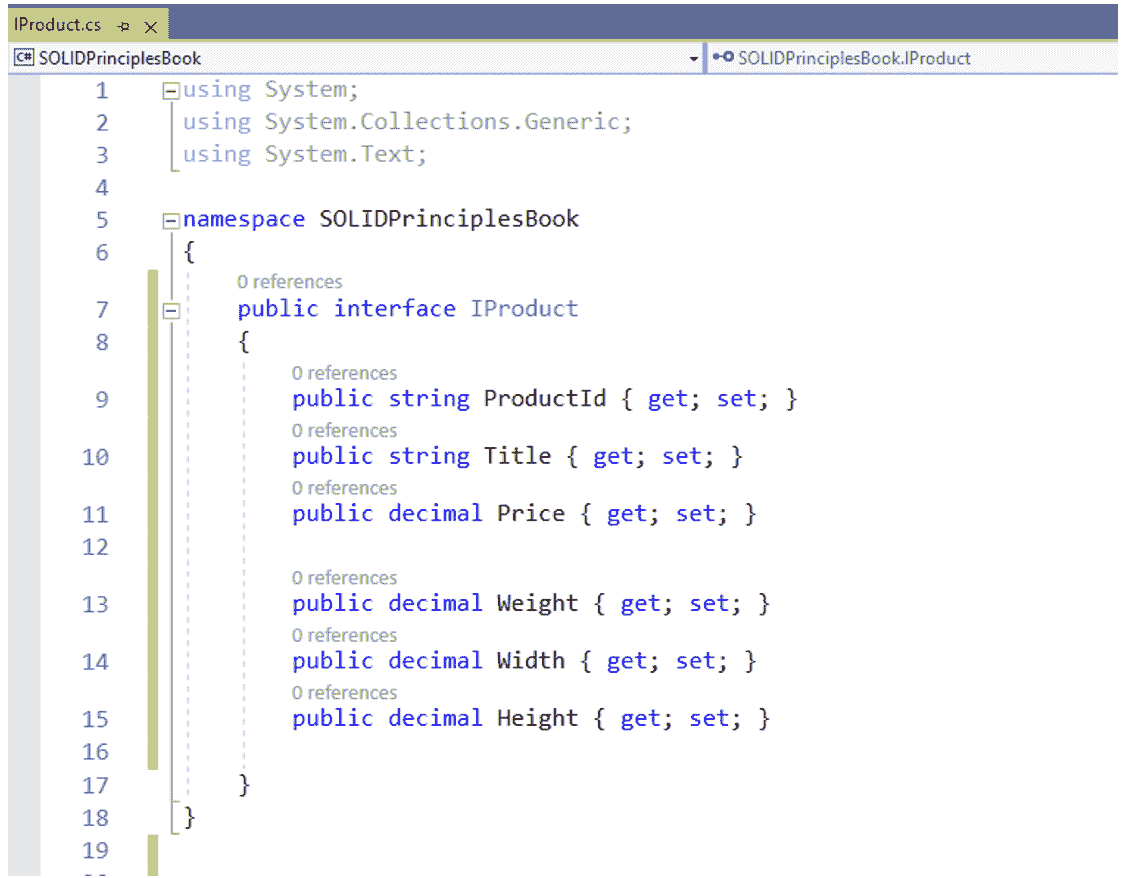 IProduct.cs
C# SOLIDPrinciplesBook SOLIDPrinciplesBook.IProduct
1 using System;
2 using System.Collections.Generic;
3 using System.Text;
4
5 namespace SOLIDPrinciplesBook
6 {
0 references
7 public interface IProduct
8 {
0 references
9 public string ProductId { get; set; }
0 references
10 public string Title { get; set; }
0 references
11 public decimal Price { get; set; }
12
0 references
13 public decimal Weight { get; set; }
0 references
14 public decimal Width { get; set; }
0 references
15 public decimal Height { get; set; }
16
17 }
18 }
19